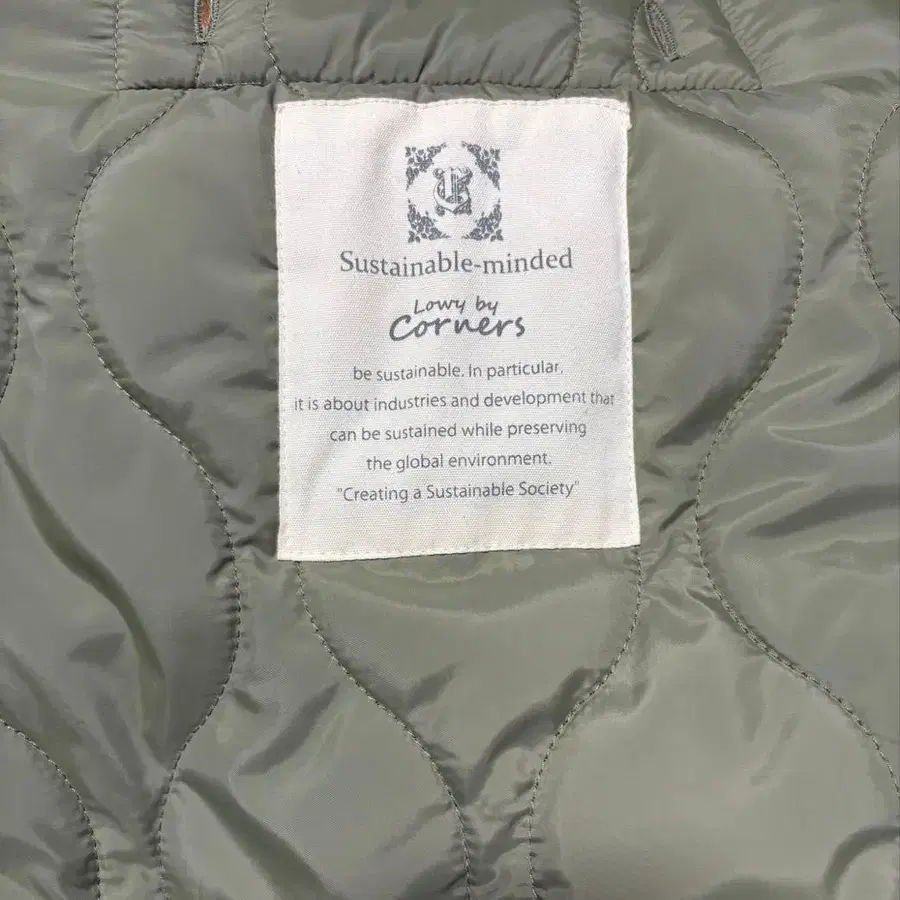 Sustainable-minded
Lowy by
Corners
be sustainable. In particular,
it is about industries and development that
can be sustained while preserving
the global environment.
"Creating a Sustainable Society"